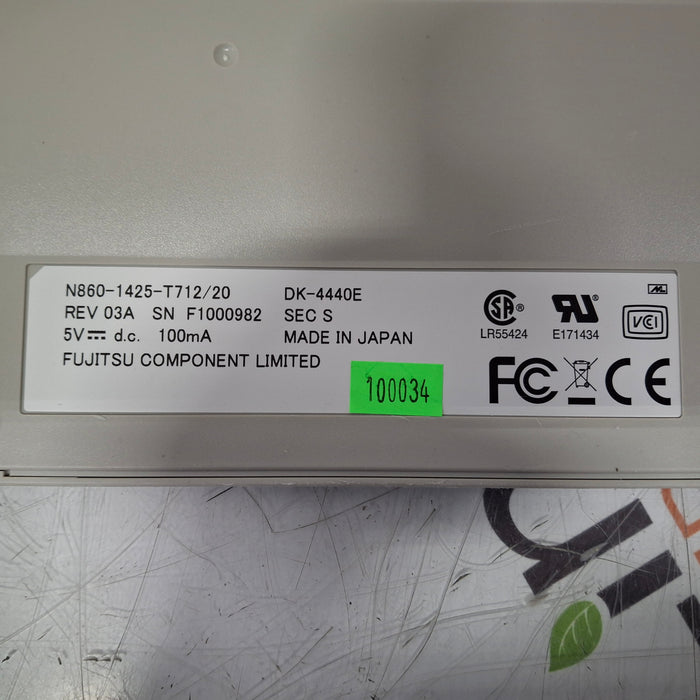 N860-1425-T712/20 DK-4440E
REV 03A SN F1000982 SEC S
5V d.c. 100mA MADE IN JAPAN
FUJITSU COMPONENT LIMITED
100034
LR55424
E171434
VCI
FC CE